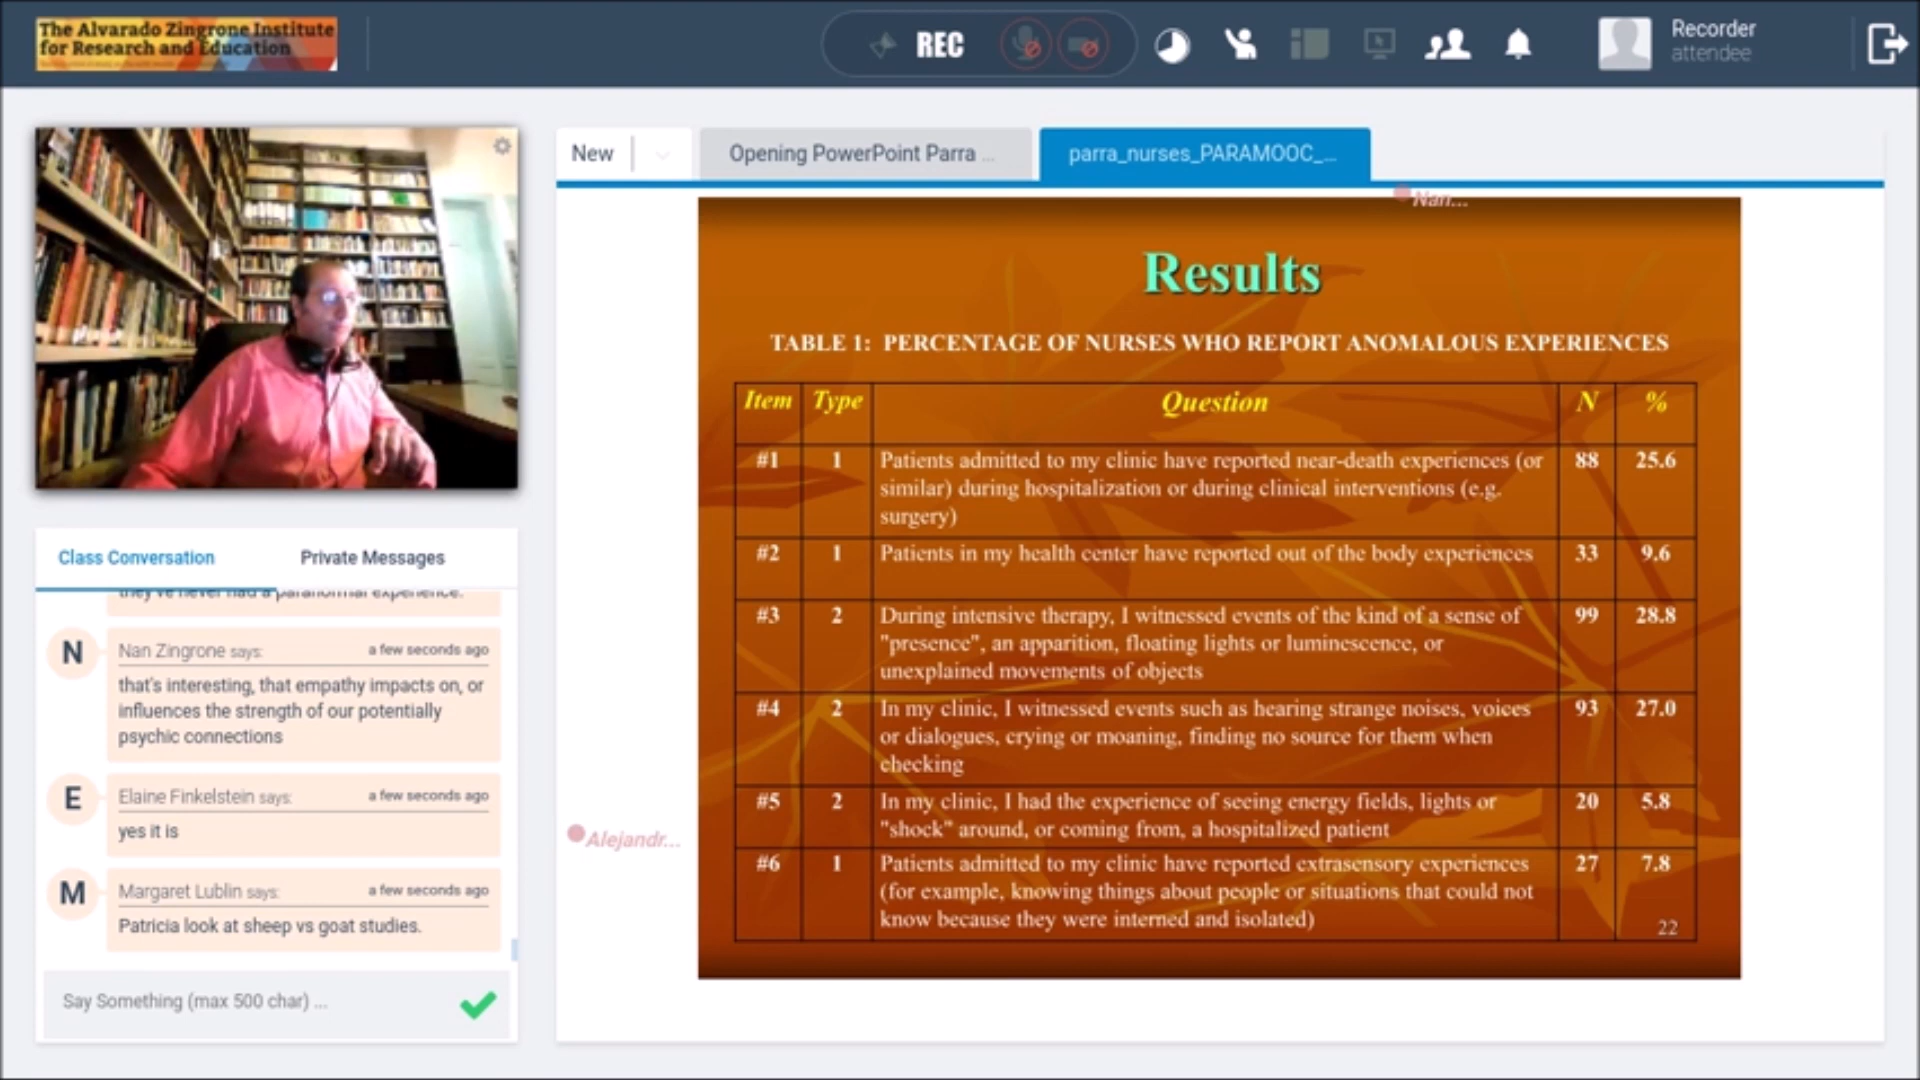 The Alvarado Zingrone Institute
for Research and Education
REC
Recorder
attendee
New
Opening PowerPoint Parra ...
parra_nurses_PARAMOOC_...
Nan...
Results
TABLE 1: PERCENTAGE OF NURSES WHO REPORT ANOMALOUS EXPERIENCES
Item Type Question N %
#1 1 Patients admitted to my clinic have reported near-death experiences (or 88 25.6
similar) during hospitalization or during clinical interventions (e.g.
surgery)
#2 1 Patients in my health center have reported out of the body experiences 33 9.6
#3 2 During intensive therapy, I witnessed events of the kind of a sense of 99 28.8
"presence", an apparition, floating lights or luminescence, or
unexplained movements of objects
#4 2 In my clinic, I witnessed events such as hearing strange noises, voices 93 27.0
or dialogues, crying or moaning, finding no source for them when
checking
#5 2 In my clinic, I had the experience of seeing energy fields, lights or 20 5.8
"shock" around, or coming from, a hospitalized patient
#6 1 Patients admitted to my clinic have reported extrasensory experiences 27 7.8
(for example, knowing things about people or situations that could not
know because they were interned and isolated)
22
Alejandr...
Class Conversation
Private Messages
they've never had a paranormal experience.
N
Nan Zingrone says: a few seconds ago
that's interesting, that empathy impacts on, or
influences the strength of our potentially
psychic connections
E
Elaine Finkelstein says: a few seconds ago
yes it is
M
Margaret Lublin says: a few seconds ago
Patricia look at sheep vs goat studies.
Say Something (max 500 char) ...